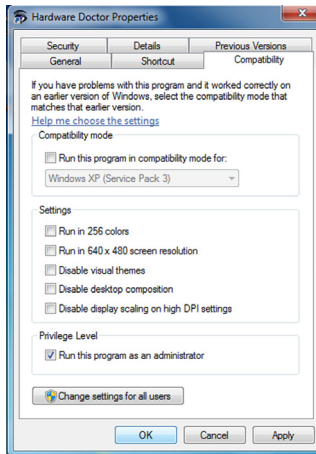 Hardware Doctor Properties
Security Details Previous Versions
General Shortcut Compatibility
If you have problems with this program and it worked correctly on
an earlier version of Windows, select the compatibility mode that
matches that earlier version.
Help me choose the settings
Compatibility mode
Run this program in compatibility mode for:
Windows XP (Service Pack 3)
Settings
Run in 256 colors
Run in 640 x 480 screen resolution
Disable visual themes
Disable desktop composition
Disable display scaling on high DPI settings
Privilege Level
Run this program as an administrator
Change settings for all users
OK Cancel Apply